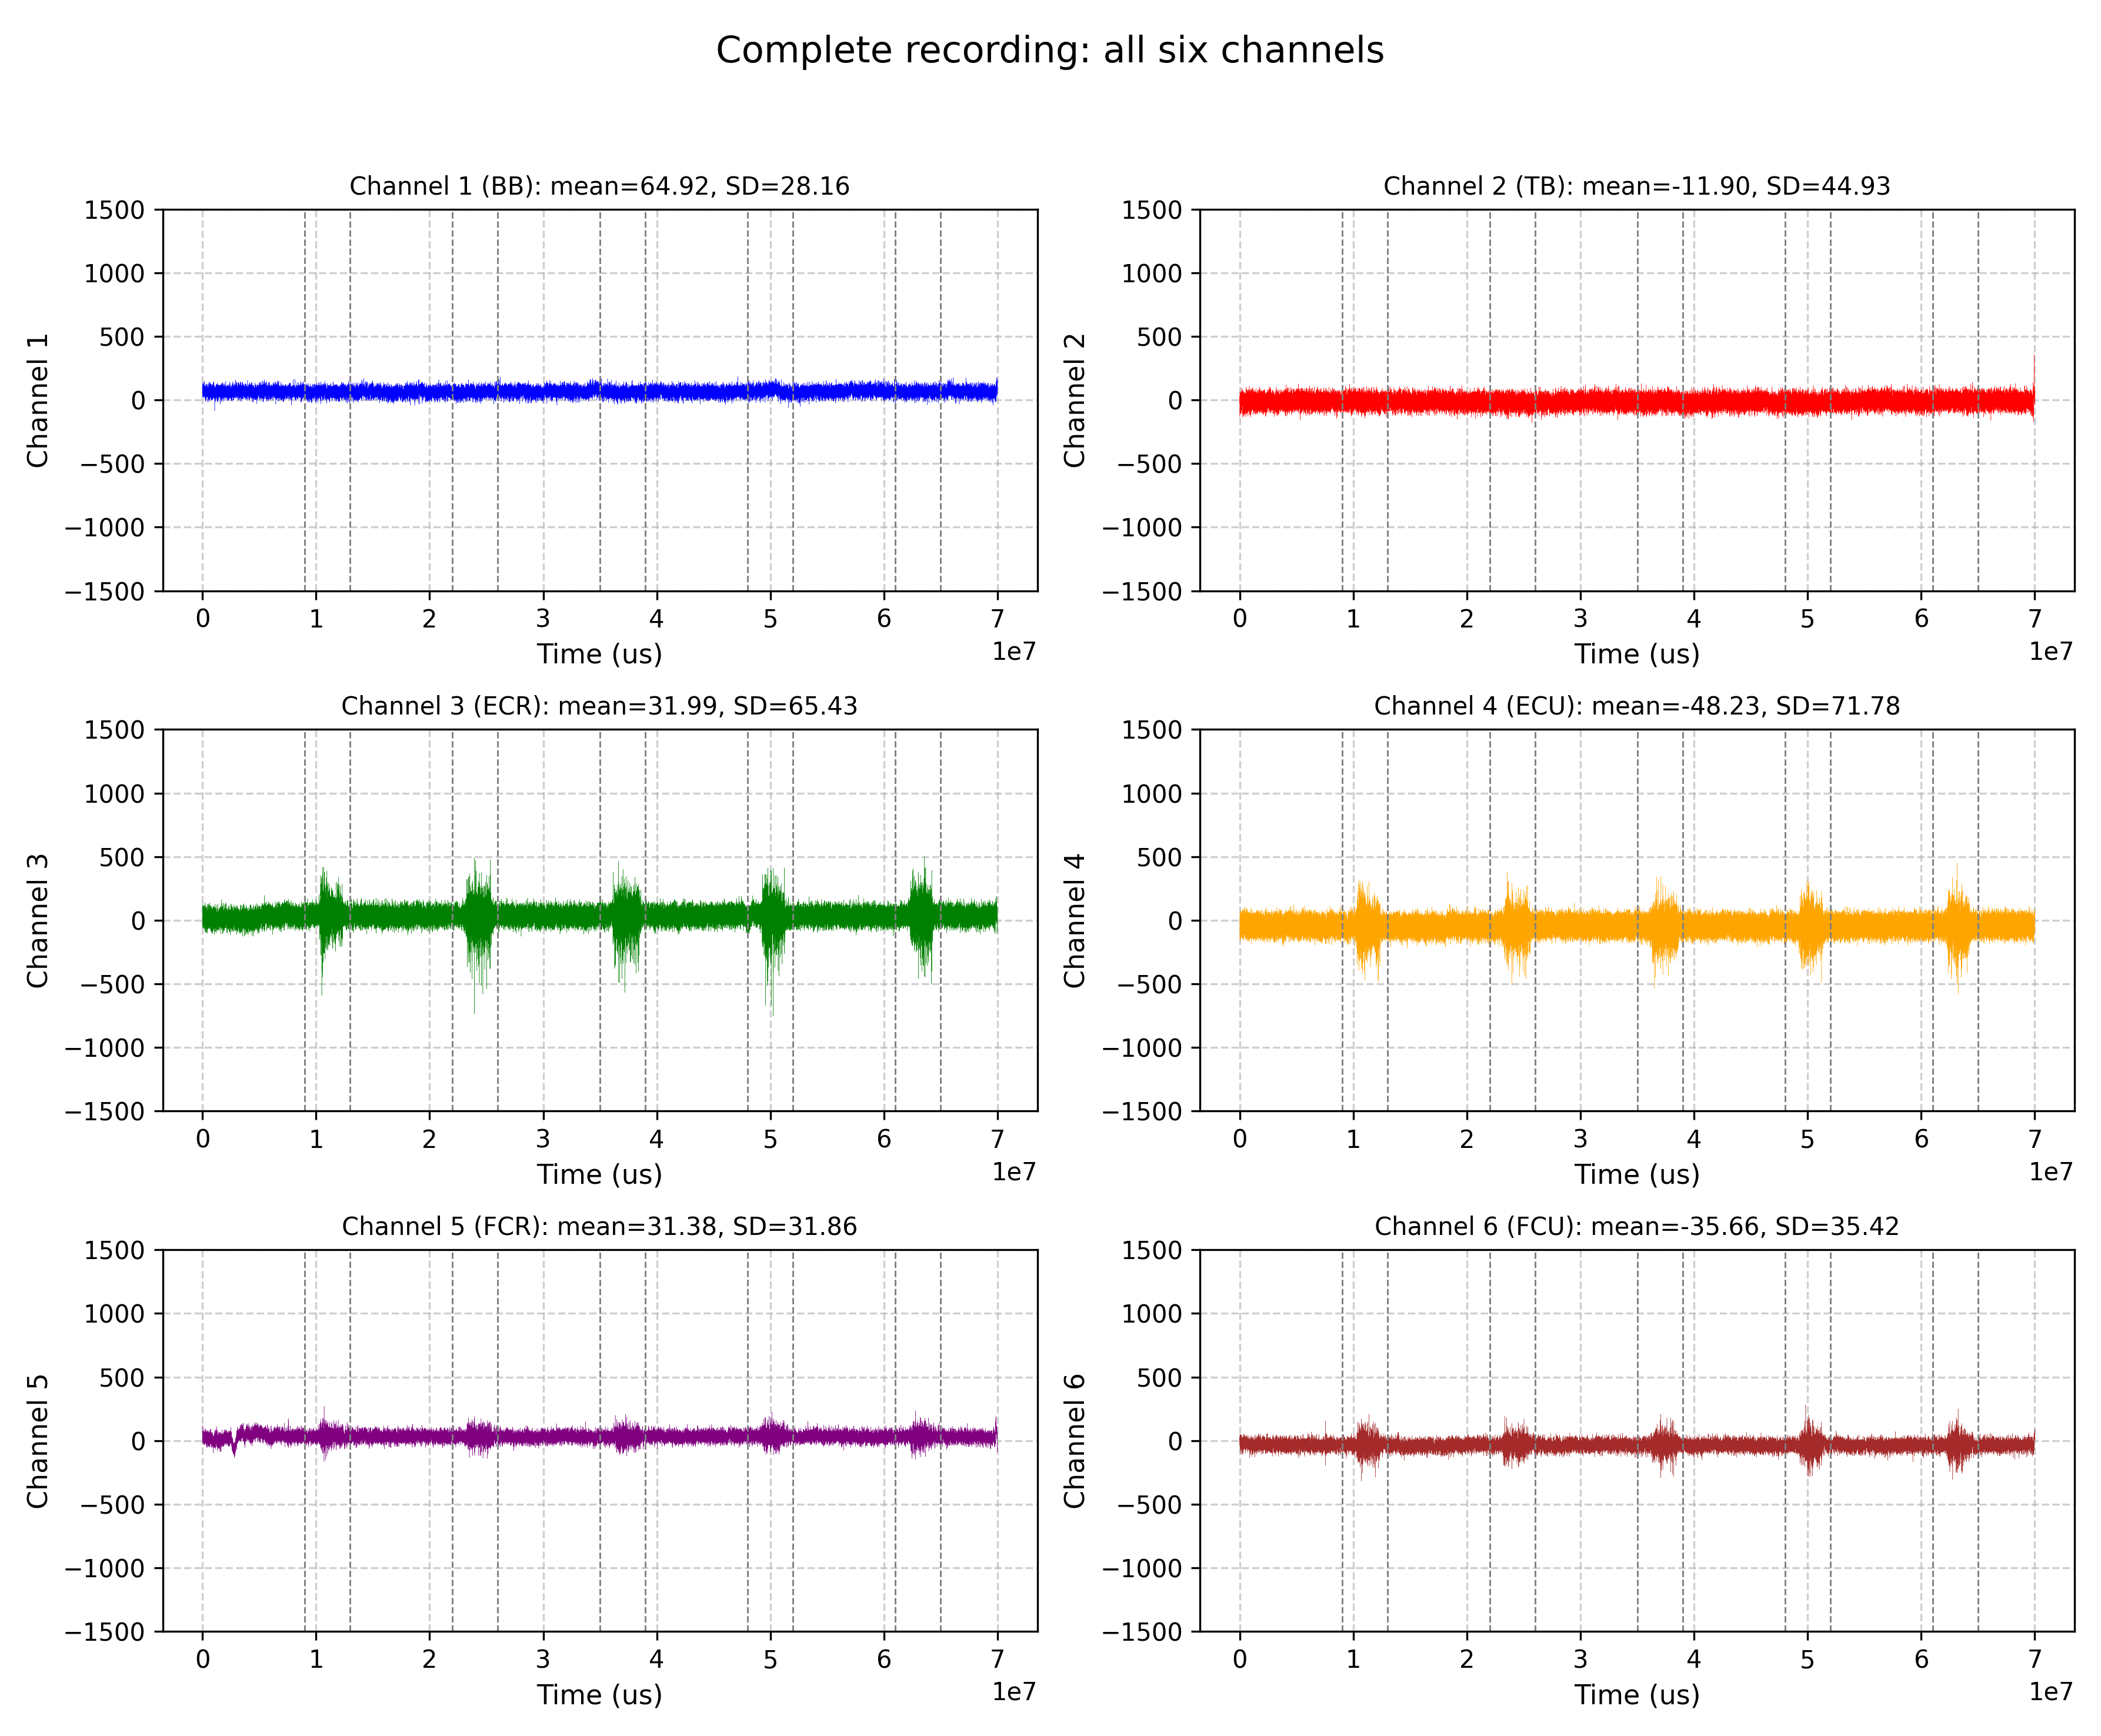 Complete recording: all six channels
Channel 1 (BB): mean=64.92, SD=28.16
1500
1000
500
0
−500
−1000
−1500
Channel 1
0 1 2 3 4 5 6 7
Time (us)
1e7
Channel 2 (TB): mean=-11.90, SD=44.93
1500
1000
500
0
−500
−1000
−1500
Channel 2
0 1 2 3 4 5 6 7
Time (us)
1e7
Channel 3 (ECR): mean=31.99, SD=65.43
1500
1000
500
0
−500
−1000
−1500
Channel 3
0 1 2 3 4 5 6 7
Time (us)
1e7
Channel 4 (ECU): mean=-48.23, SD=71.78
1500
1000
500
0
−500
−1000
−1500
Channel 4
0 1 2 3 4 5 6 7
Time (us)
1e7
Channel 5 (FCR): mean=31.38, SD=31.86
1500
1000
500
0
−500
−1000
−1500
Channel 5
0 1 2 3 4 5 6 7
Time (us)
1e7
Channel 6 (FCU): mean=-35.66, SD=35.42
1500
1000
500
0
−500
−1000
−1500
Channel 6
0 1 2 3 4 5 6 7
Time (us)
1e7